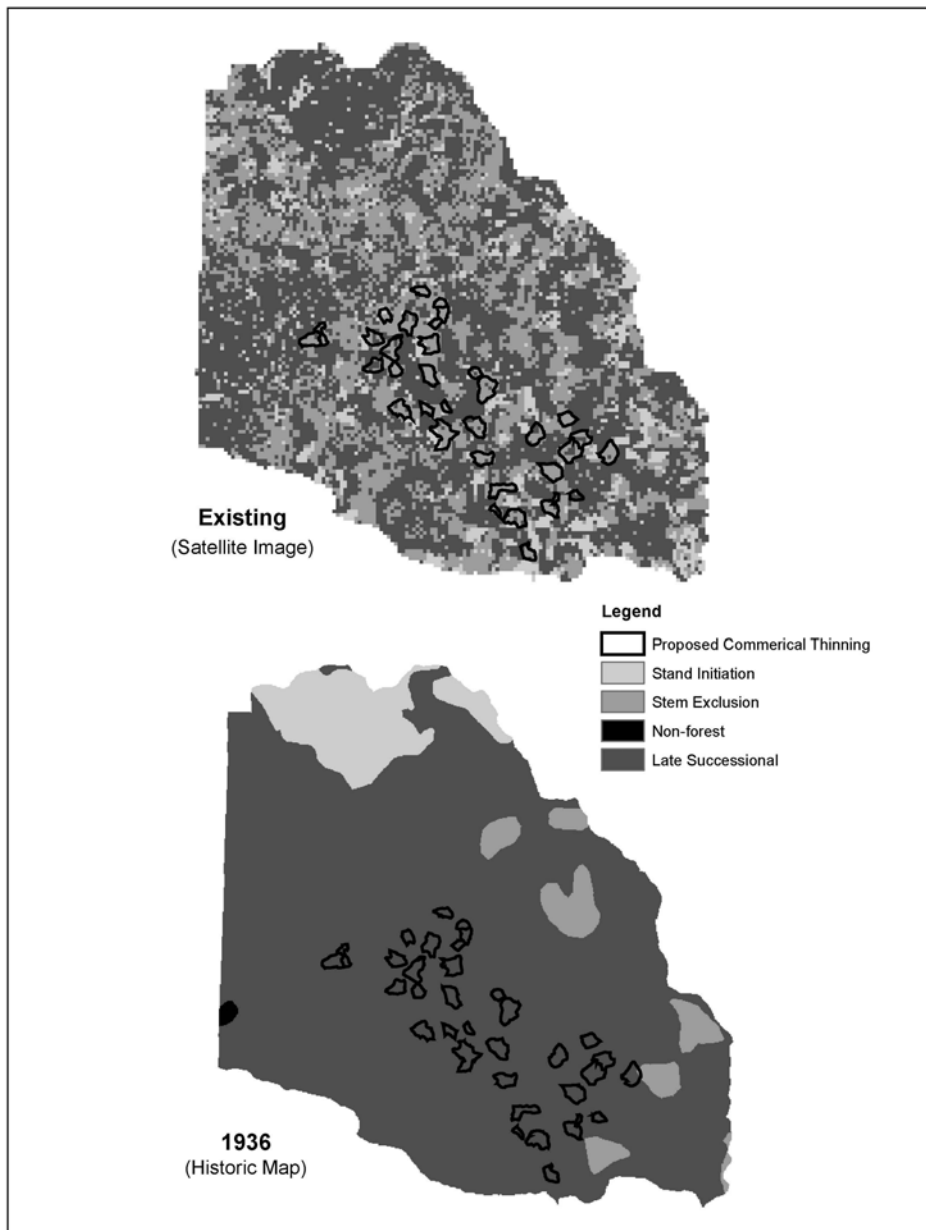 Existing
(Satellite Image)
Legend
Proposed Commerical Thinning
Stand Initiation
Stem Exclusion
Non-forest
Late Successional
1936
(Historic Map)